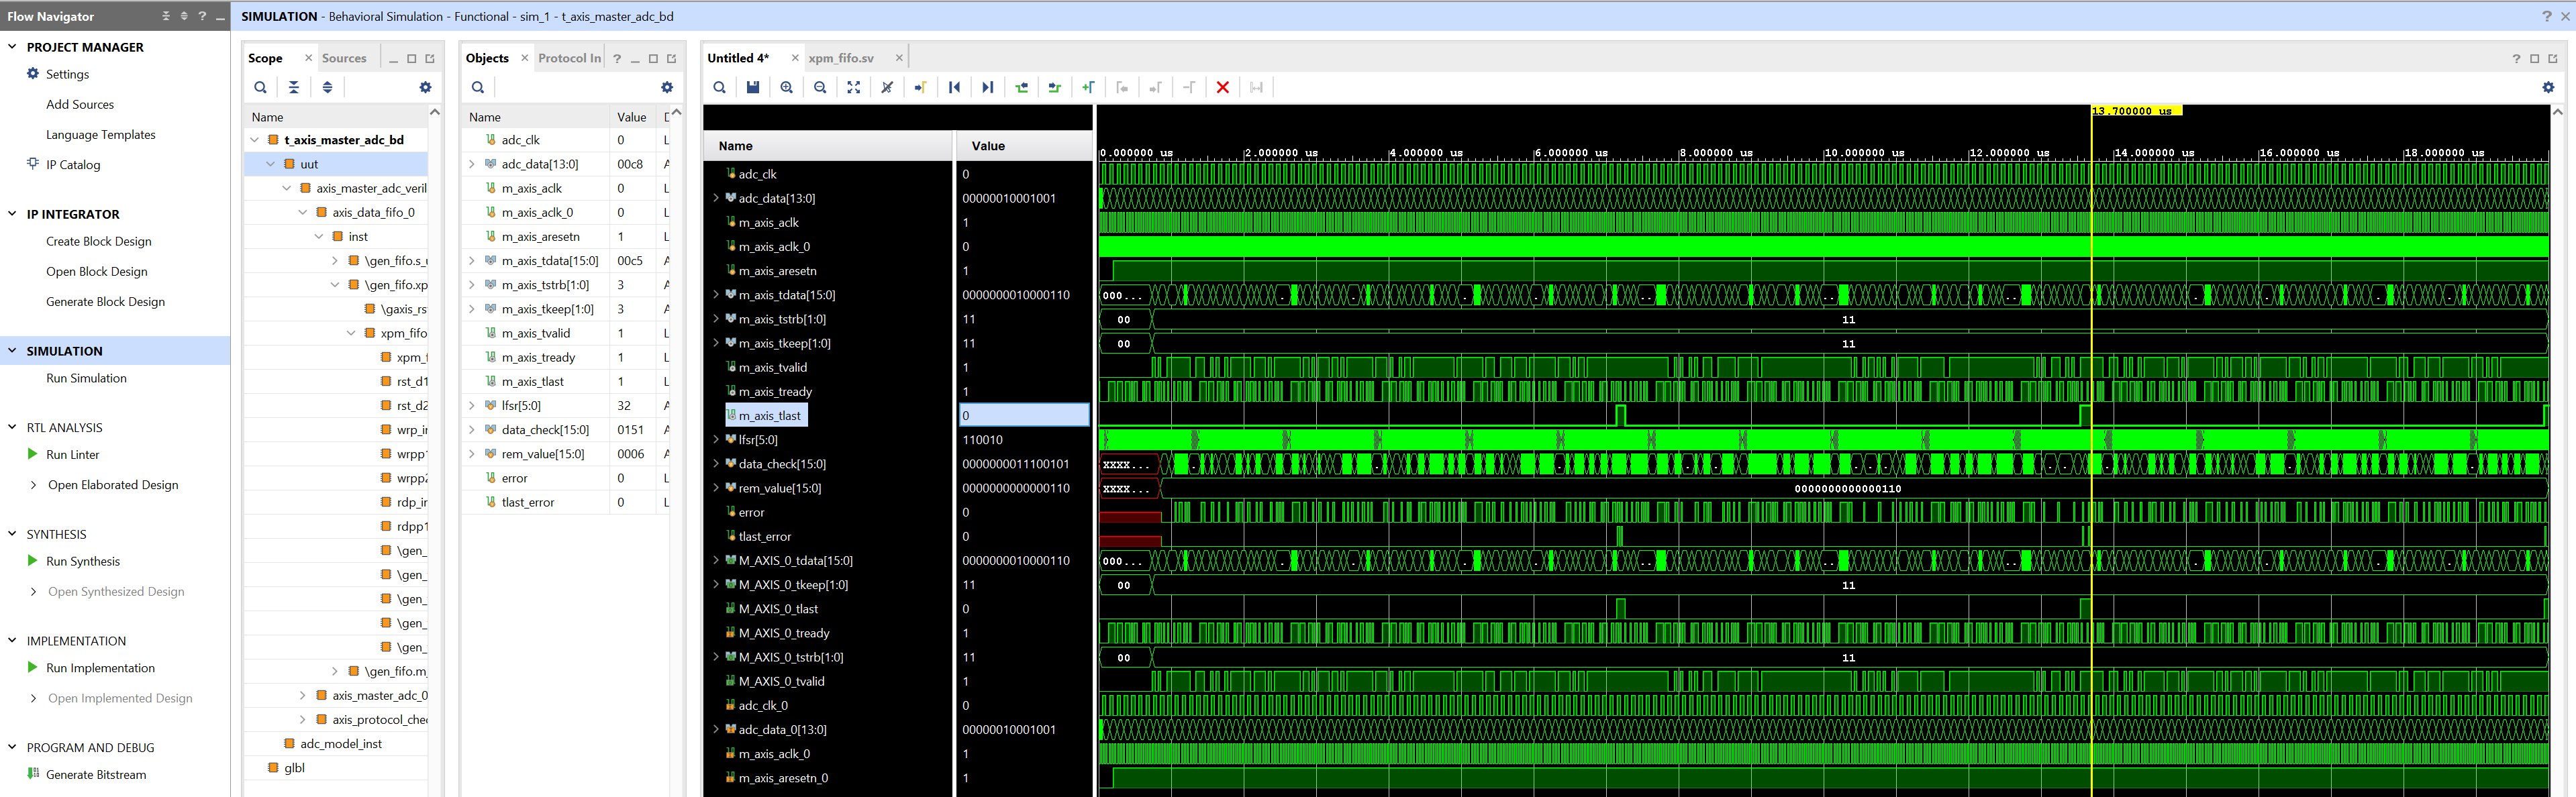 Flow Navigator
PROJECT MANAGER
Settings
Add Sources
Language Templates
IP Catalog
IP INTEGRATOR
Create Block Design
Open Block Design
Generate Block Design
SIMULATION
Run Simulation
RTL ANALYSIS
Run Linter
Open Elaborated Design
SYNTHESIS
Run Synthesis
Open Synthesized Design
IMPLEMENTATION
Run Implementation
Open Implemented Design
PROGRAM AND DEBUG
Generate Bitstream
SIMULATION - Behavioral Simulation - Functional - sim_1 - t_axis_master_adc_bd
Scope Sources
Name
t_axis_master_adc_bd
uut
axis_master_adc_veril
axis_data_fifo_0
inst
\gen_fifo.s_
\gen_fifo.xp
\gaxis_rs
xpm_fifo
xpm_f
rst_d1
rst_d2
wrp_ir
wrpp1
wrpp2
rdp_in
rdpp1
\gen_
\gen_
\gen_
\gen_
\gen_
\gen_fifo.m_
axis_master_adc_0
axis_protocol_che
adc_model_inst
glbl
Objects Protocol In
Name Value
adc_clk 0 L
adc_data[13:0] 00c8 A
m_axis_aclk 0 L
m_axis_aclk_0 0 L
m_axis_aresetn 1 L
m_axis_tdata[15:0] 00c5 A
m_axis_tstrb[1:0] 3 A
m_axis_tkeep[1:0] 3 A
m_axis_tvalid 1 L
m_axis_tready 1 L
m_axis_tlast 1 L
lfsr[5:0] 32 A
data_check[15:0] 0151 A
rem_value[15:0] 0006 A
error 0 L
tlast_error 0 L
Untitled 4* xpm_fifo.sv
13.700000 us
Name Value
0.000000 us 2.000000 us 4.000000 us 6.000000 us 8.000000 us 10.000000 us 12.000000 us 14.000000 us 16.000000 us 18.000000 us
adc_clk 0
adc_data[13:0] 00000010001001
m_axis_aclk 1
m_axis_aclk_0 0
m_axis_aresetn 1
m_axis_tdata[15:0] 0000000010000110 000...
m_axis_tstrb[1:0] 11 00 11
m_axis_tkeep[1:0] 11 00 11
m_axis_tvalid 1
m_axis_tready 1
m_axis_tlast 0
lfsr[5:0] 110010
data_check[15:0] 0000000011100101 XXXX...
rem_value[15:0] 0000000000000110 XXXX... 0000000000000110
error 0
tlast_error 0
M_AXIS_0_tdata[15:0] 0000000010000110 000...
M_AXIS_0_tkeep[1:0] 11 00 11
M_AXIS_0_tlast 0
M_AXIS_0_tready 1
M_AXIS_0_tstrb[1:0] 11 00 11
M_AXIS_0_tvalid 1
adc_clk_0 0
adc_data_0[13:0] 00000010001001
m_axis_aclk_0 1
m_axis_aresetn_0 1